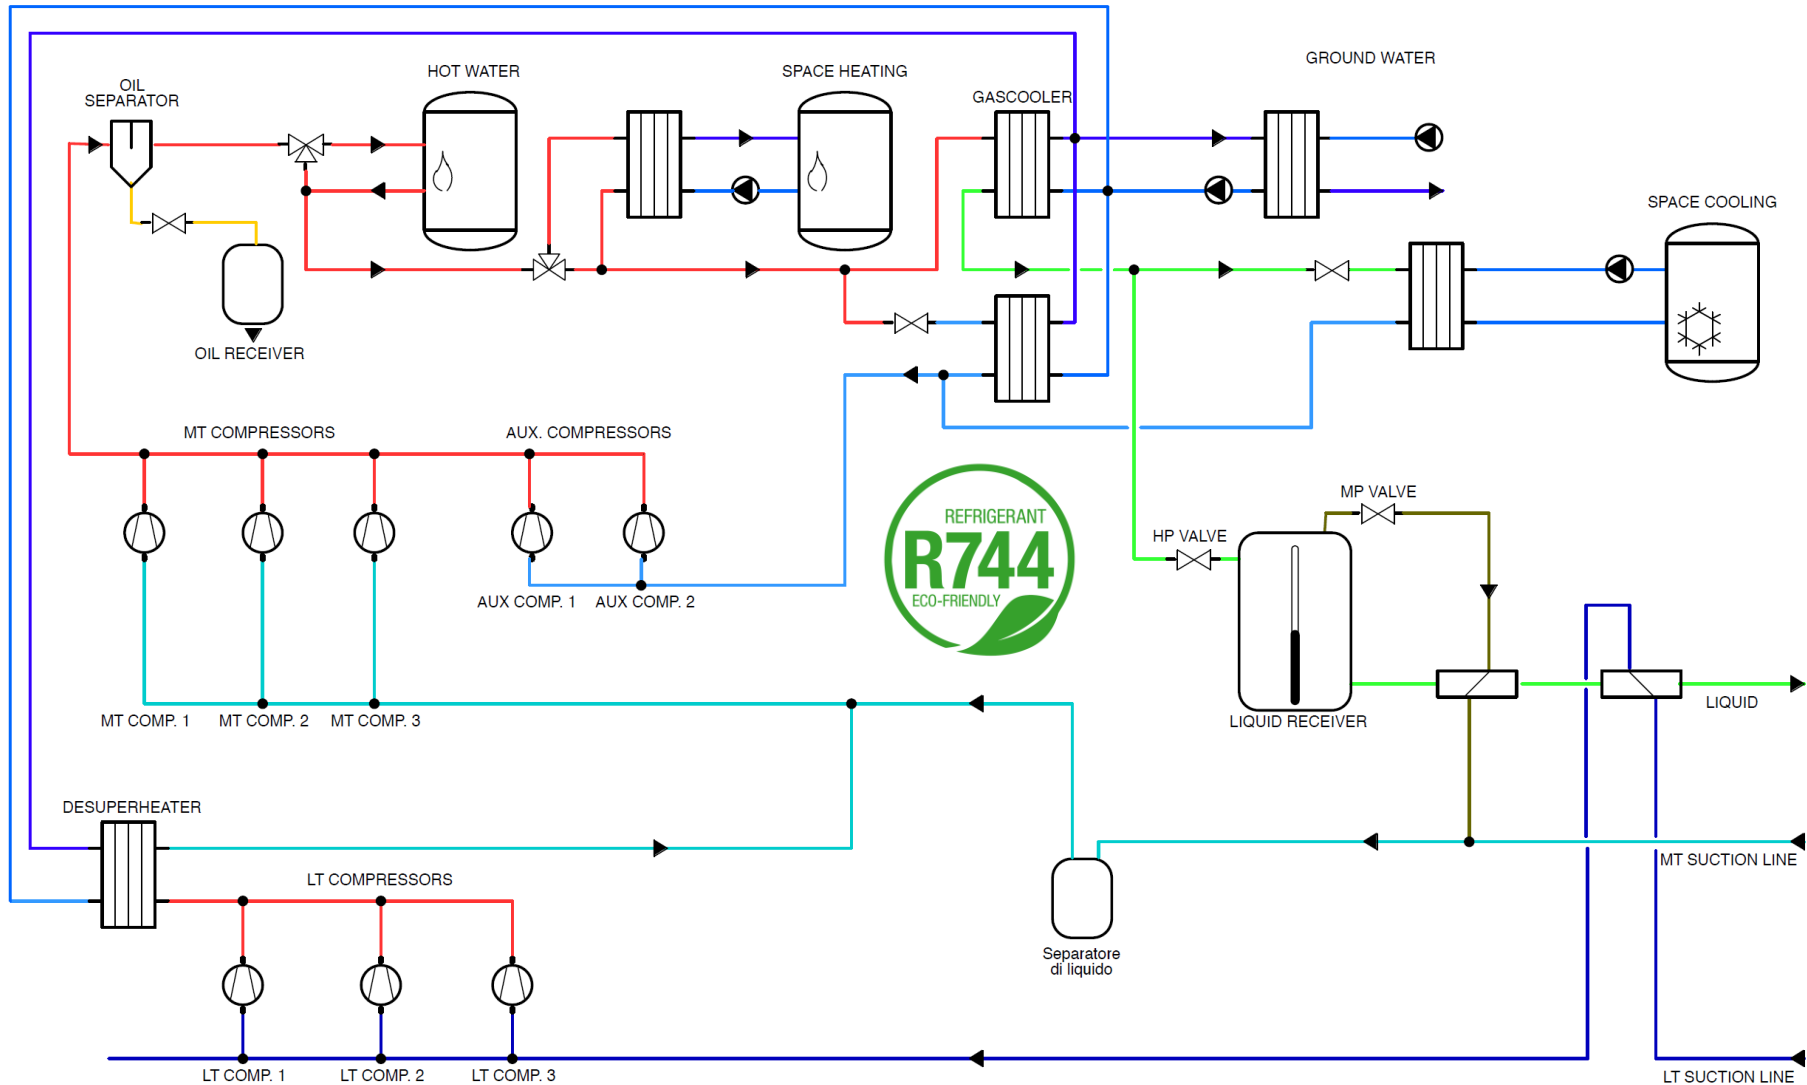 GROUND WATER
HOT WATER
SPACE HEATING
OIL
SEPARATOR
GASCOOLER
SPACE COOLING
OIL RECEIVER
MT COMPRESSORS
AUX. COMPRESSORS
MP VALVE
REFRIGERANT
R744
ECO-FRIENDLY
HP VALVE
AUX COMP. 1
AUX COMP. 2
LIQUID
MT COMP. 1
MT COMP. 2
MT COMP. 3
LIQUID RECEIVER
DESUPERHEATER
MT SUCTION LINE
LT COMPRESSORS
Separatore
di liquido
LT COMP. 1
LT COMP. 2
LT COMP. 3
LT SUCTION LINE